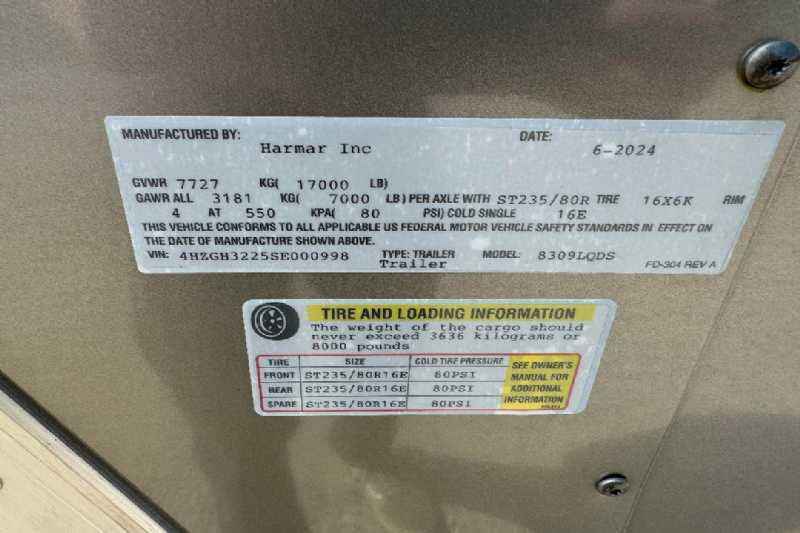 MANUFACTURED BY: Harmar Inc DATE: 6-2024
GVWR 7727 KG( 17000 LB)
GAWR ALL 3181 KG( 7000 LB) PER AXLE WITH ST235/80R TIRE 16X6K RIM
4 AT 550 KPA( 80 PSI) COLD SINGLE 16E
THIS VEHICLE CONFORMS TO ALL APPLICABLE US FEDERAL MOTOR VEHICLE SAFETY STANDARDS IN EFFECT ON
THE DATE OF MANUFACTURE SHOWN ABOVE.
VIN: 4HZGH3225SE000998 TYPE: TRAILER MODEL: 8309LQDS
Trailer FD-304 REV A
TIRE AND LOADING INFORMATION
The weight of the cargo should
never exceed 3636 kilograms or
8000 pounds
TIRE SIZE COLD TIRE PRESSURE
FRONT ST235/80R16E 80PSI
REAR ST235/80R16E 80PSI
SPARE ST235/80R16E 80PSI
SEE OWNER'S
MANUAL FOR
ADDITIONAL
INFORMATION